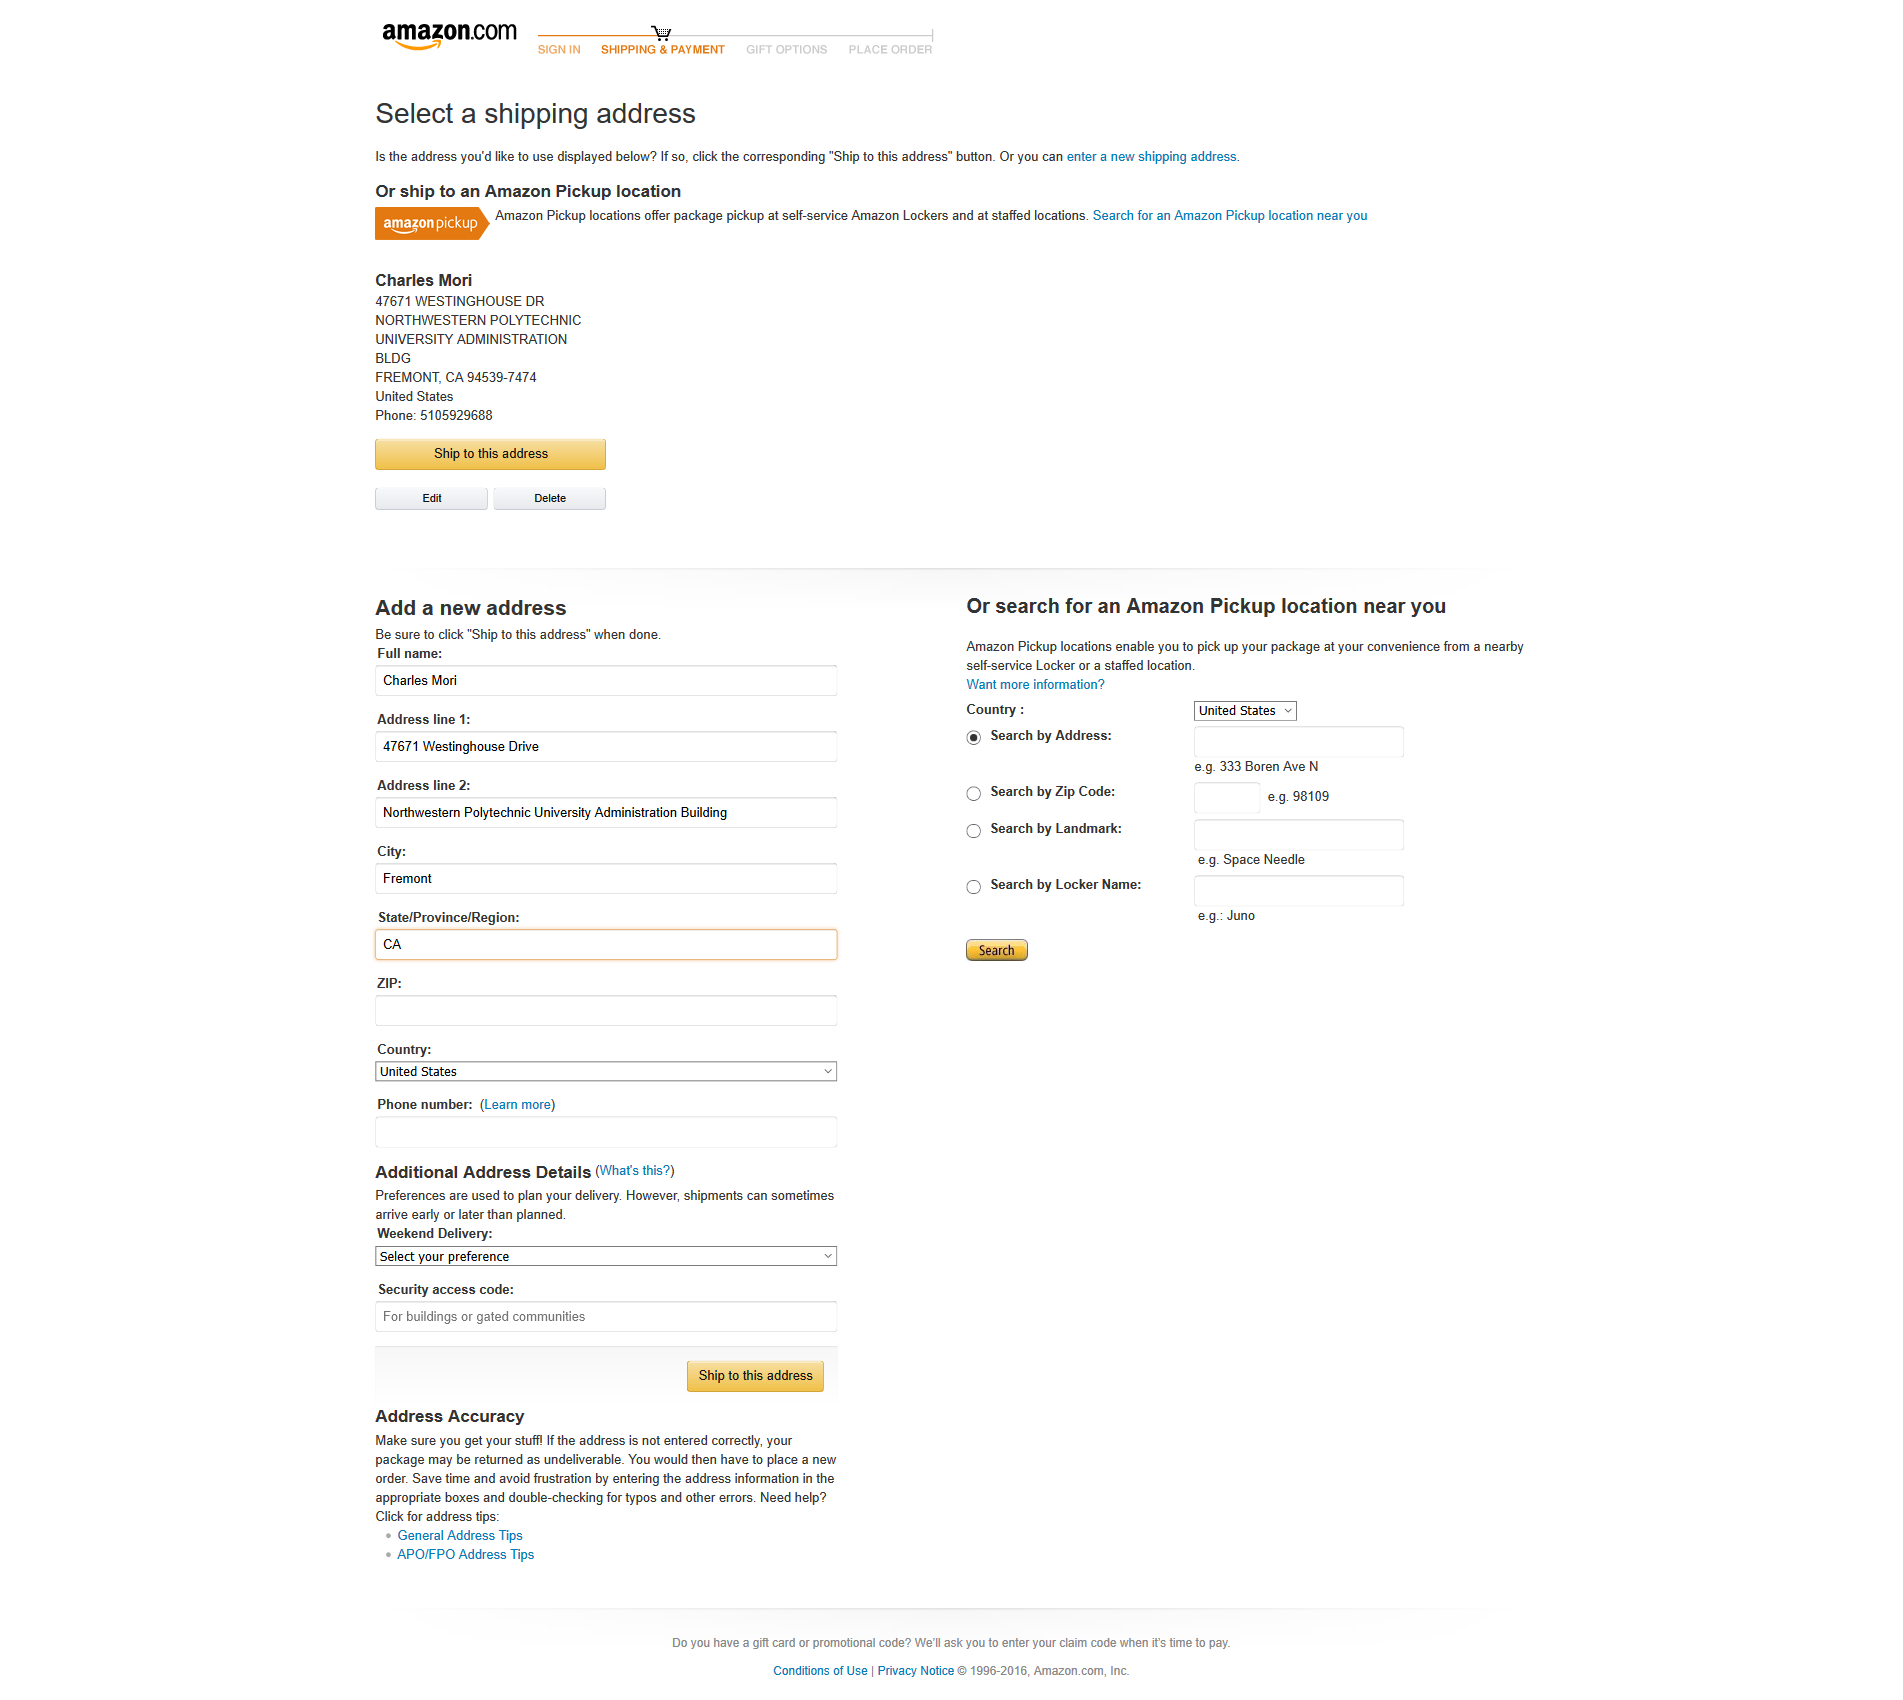 amazon.com
SIGN IN SHIPPING & PAYMENT GIFT OPTIONS PLACE ORDER
Select a shipping address
Is the address you'd like to use displayed below? If so, click the corresponding "Ship to this address" button. Or you can enter a new shipping address.
Or ship to an Amazon Pickup location
amazon pickup
Amazon Pickup locations offer package pickup at self-service Amazon Lockers and at staffed locations. Search for an Amazon Pickup location near you
Charles Mori
47671 WESTINGHOUSE DR
NORTHWESTERN POLYTECHNIC
UNIVERSITY ADMINISTRATION
BLDG
FREMONT, CA 94539-7474
United States
Phone: 5105929688
Ship to this address
Edit Delete
Add a new address
Be sure to click "Ship to this address" when done.
Full name:
Charles Mori
Address line 1:
47671 Westinghouse Drive
Address line 2:
Northwestern Polytechnic University Administration Building
City:
Fremont
State/Province/Region:
CA
ZIP:
Country:
United States
Phone number: (Learn more)
Additional Address Details (What's this?)
Preferences are used to plan your delivery. However, shipments can sometimes
arrive early or later than planned.
Weekend Delivery:
Select your preference
Security access code:
For buildings or gated communities
Ship to this address
Address Accuracy
Make sure you get your stuff! If the address is not entered correctly, your
package may be returned as undeliverable. You would then have to place a new
order. Save time and avoid frustration by entering the address information in the
appropriate boxes and double-checking for typos and other errors. Need help?
Click for address tips:
General Address Tips
APO/FPO Address Tips
Or search for an Amazon Pickup location near you
Amazon Pickup locations enable you to pick up your package at your convenience from a nearby
self-service Locker or a staffed location.
Want more information?
Country : United States
Search by Address:
e.g. 333 Boren Ave N
Search by Zip Code: e.g. 98109
Search by Landmark:
e.g. Space Needle
Search by Locker Name:
e.g.: Juno
Search
Do you have a gift card or promotional code? We'll ask you to enter your claim code when it's time to pay.
Conditions of Use | Privacy Notice © 1996-2016, Amazon.com, Inc.